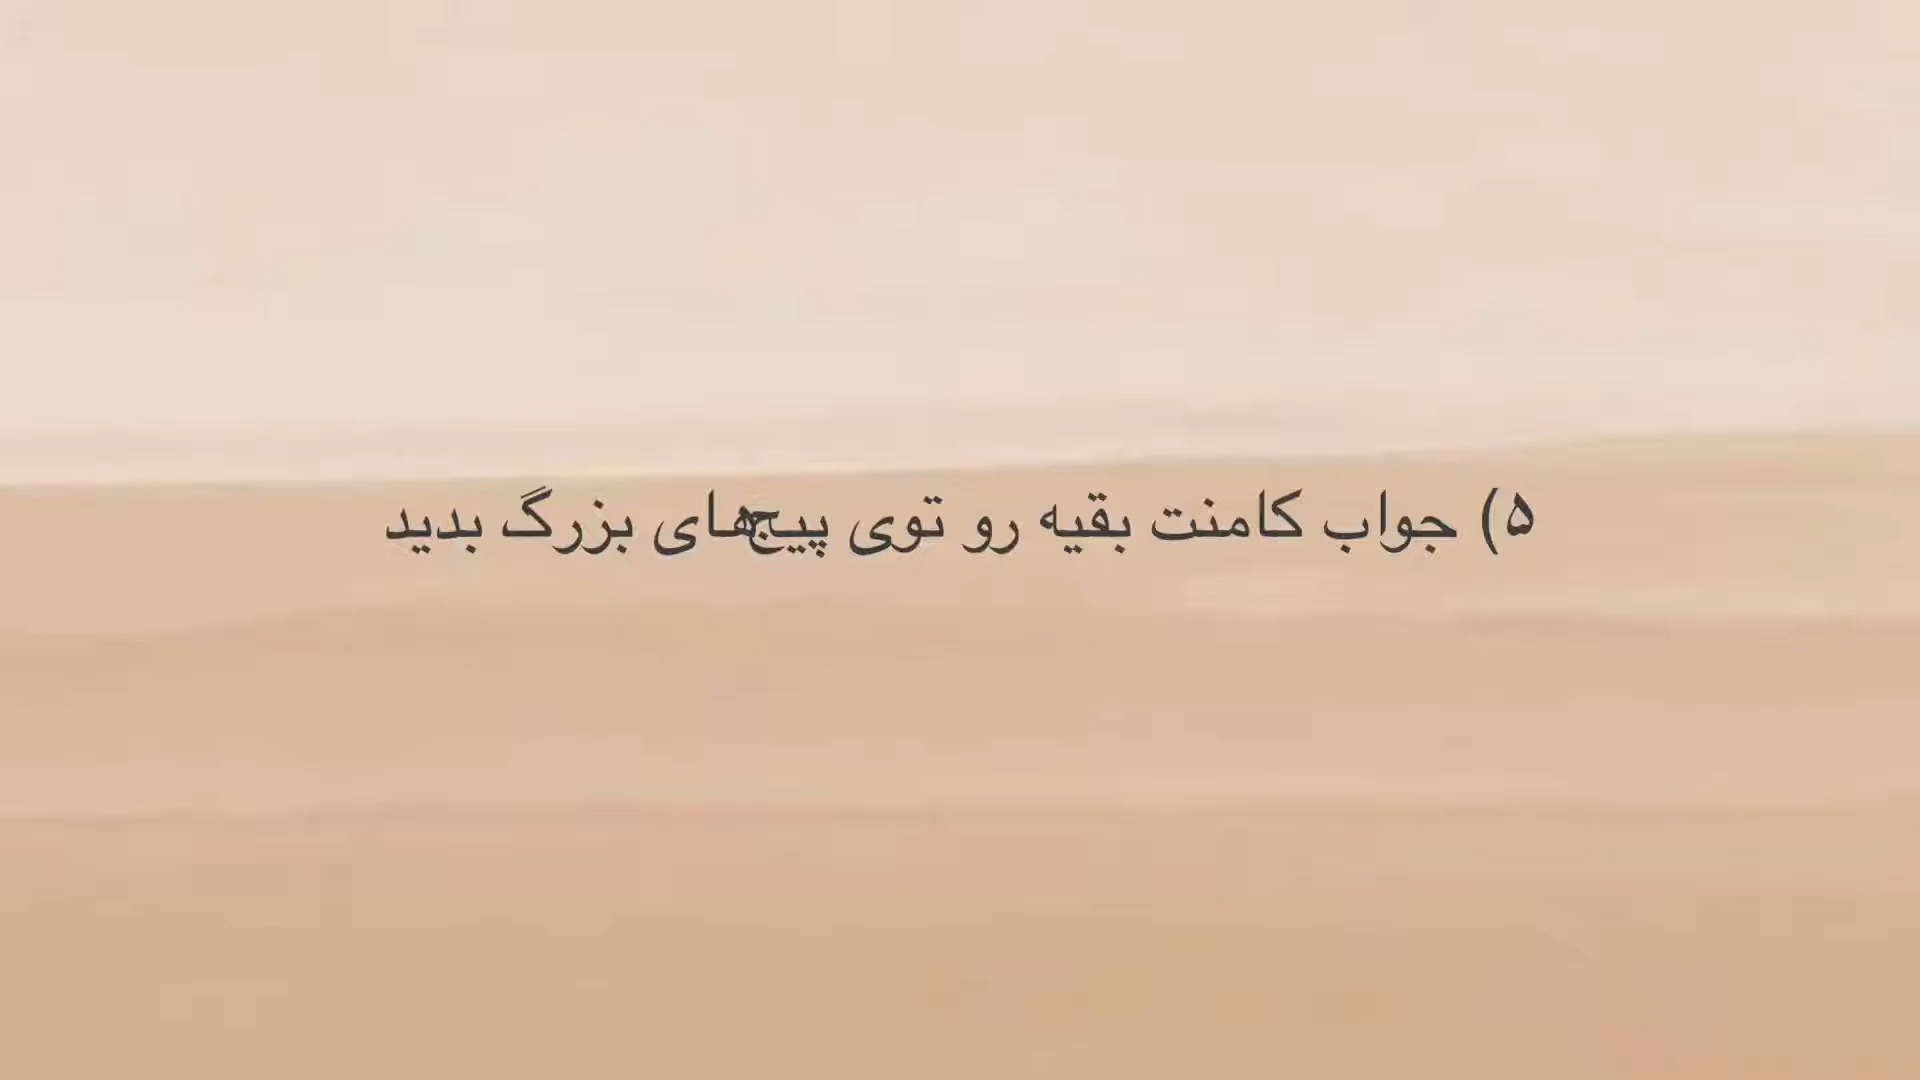 ۵) جواب کامنت بقیه رو توی پیج‌های بزرگ بدید